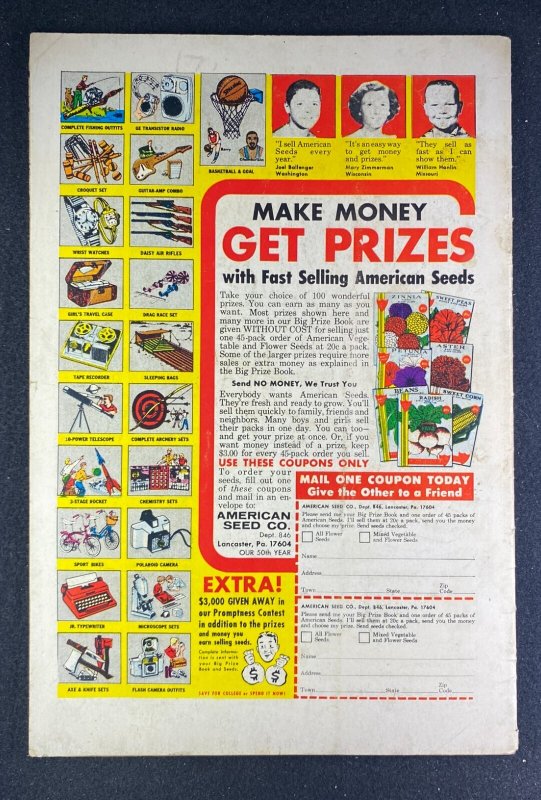 COMPLETE FISHING OUTFITS
GE TRANSISTOR RADIO
BASKETBALL & GOAL
CROQUET SET
GUITAR-AMP COMBO
WRIST WATCHES
DAISY AIR RIFLES
GIRL'S TRAVEL CASE
DRAG RACE SET
TAPE RECORDER
SLEEPING BAGS
10-POWER TELESCOPE
COMPLETE ARCHERY SETS
3-STAGE ROCKET
CHEMISTRY SETS
SPORT BIKES
POLAROID CAMERA
JR. TYPEWRITER
MICROSCOPE SETS
AXE & KNIFE SETS
FLASH CAMERA OUTFITS
"I sell American
Seeds every
year."
Joel Ballenger
Washington
"It's an easy way
to get money
and prizes."
Mary Zimmerman
Wisconsin
"They sell as
fast as I can
show them."
William Henlin
Missouri
MAKE MONEY
GET PRIZES
with Fast Selling American Seeds
Take your choice of 100 wonderful
prizes. You can earn as many as you
want. Most prizes shown here and
many more in our Big Prize Book are
given WITHOUT COST for selling just
one 45-pack order of American Vege-
table and Flower Seeds at 20c a pack.
Some of the larger prizes require more
sales or extra money as explained in
the Big Prize Book.
Send NO MONEY, We Trust You
Everybody wants American Seeds.
They're fresh and ready to grow. You'll
sell them quickly to family, friends and
neighbors. Many boys and girls sell
their packs in one day. You can too—
and get your prize at once. Or, if you
want money instead of a prize, keep
$3.00 for every 45-pack order you sell.
USE THESE COUPONS ONLY
To order your
seeds, fill out one
of these coupons
and mail in an en-
velope to:
AMERICAN
SEED CO.
Dept. 846
Lancaster, Pa. 17604
OUR 50th YEAR
ZINNIA
SWEET PEAS
PETUNIA
ASTER
BEANS
RADISH
SWEET CORN
MAIL ONE COUPON TODAY
Give the Other to a Friend
AMERICAN SEED CO., Dept. 846, Lancaster, Pa. 17604
Please send me your Big Prize Book and one order of 45 packs of
American Seeds. I'll sell them at 20c a pack, send you the money
and choose my prize. Send seeds checked.
All Flower
Seeds
Mixed Vegetable
and Flower Seeds
Name
Address
Zip
Town State Code
AMERICAN SEED CO., Dept. 846, Lancaster, Pa. 17604
Please send me your Big Prize Book and one order of 45 packs of
American Seeds. I'll sell them at 20c a pack, send you the money
and choose my prize. Send seeds checked.
All Flower
Seeds
Mixed Vegetable
and Flower Seeds
Name
Address
Zip
Town State Code
EXTRA!
$3,000 GIVEN AWAY in
our Promptness Contest
in addition to the prizes
and money you
earn selling seeds.
Complete infor-
mation is sent with
your Big Prize
Book and Seeds.
$
$
SAVE FOR COLLEGE or SPEND IT NOW!